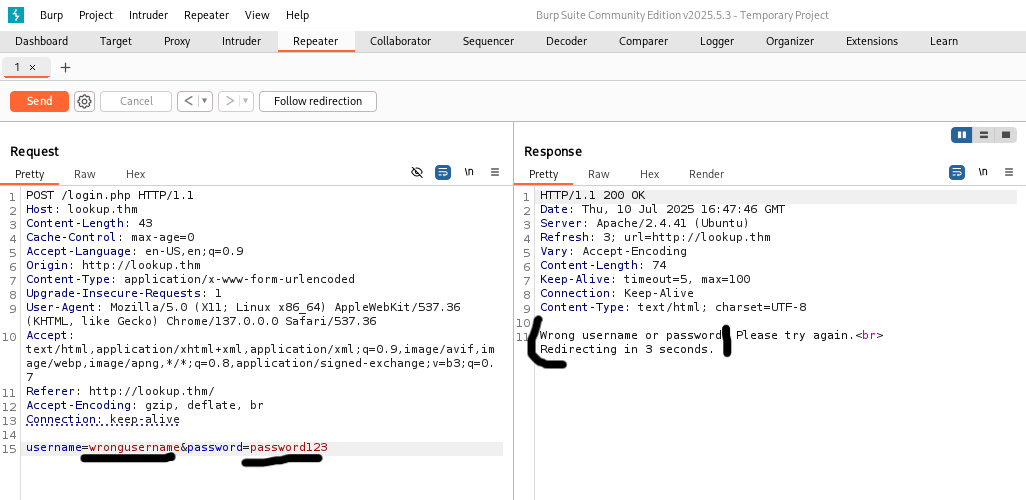 Burp Project Intruder Repeater View Help Burp Suite Community Edition v2025.5.3 - Temporary Project
Dashboard Target Proxy Intruder Repeater Collaborator Sequencer Decoder Comparer Logger Organizer Extensions Learn
1 × +
Send Cancel < > Follow redirection
Request
Pretty Raw Hex \n
1 POST /login.php HTTP/1.1
2 Host: lookup.thm
3 Content-Length: 43
4 Cache-Control: max-age=0
5 Accept-Language: en-US,en;q=0.9
6 Origin: http://lookup.thm
7 Content-Type: application/x-www-form-urlencoded
8 Upgrade-Insecure-Requests: 1
9 User-Agent: Mozilla/5.0 (X11; Linux x86_64) AppleWebKit/537.36
(KHTML, like Gecko) Chrome/137.0.0.0 Safari/537.36
10 Accept:
text/html,application/xhtml+xml,application/xml;q=0.9,image/avif,im
age/webp,image/apng,*/*;q=0.8,application/signed-exchange;v=b3;q=0.
7
11 Referer: http://lookup.thm/
12 Accept-Encoding: gzip, deflate, br
13 Connection: keep-alive
14
15 username=wrongusername&password=password123
Response
Pretty Raw Hex Render \n
1 HTTP/1.1 200 OK
2 Date: Thu, 10 Jul 2025 16:47:46 GMT
3 Server: Apache/2.4.41 (Ubuntu)
4 Refresh: 3; url=http://lookup.thm
5 Vary: Accept-Encoding
6 Content-Length: 74
7 Keep-Alive: timeout=5, max=100
8 Connection: Keep-Alive
9 Content-Type: text/html; charset=UTF-8
10
11 Wrong username or password Please try again.<br>
Redirecting in 3 seconds.